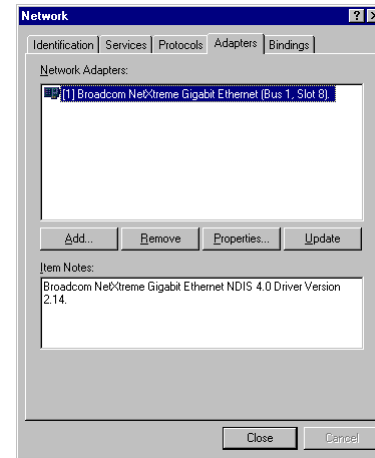 Network
Identification Services Protocols Adapters Bindings
Network Adapters:
[1] Broadcom NetXtreme Gigabit Ethernet (Bus 1, Slot 8).
Add... Remove Properties... Update
Item Notes:
Broadcom NetXtreme Gigabit Ethernet NDIS 4.0 Driver Version
2.14.
Close Cancel